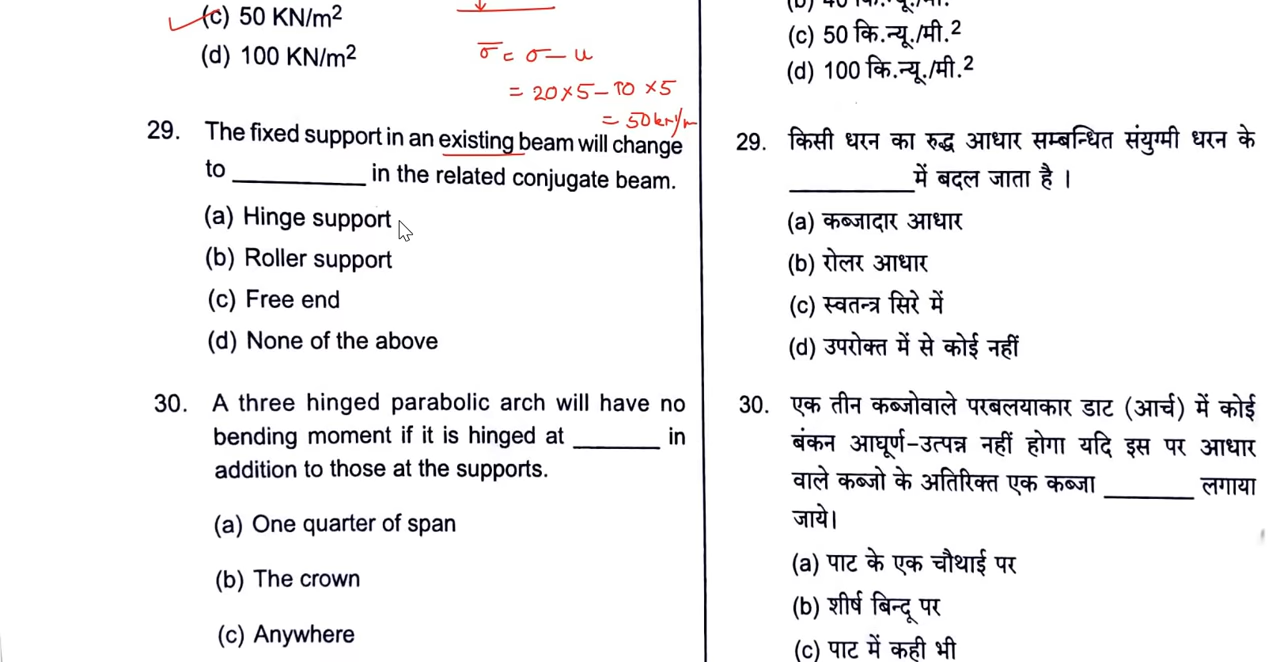 (c) 50 KN/m²
(d) 100 KN/m²
σ̅ = σ – u
= 20×5 – 10×5
= 50 kN/m
29. The fixed support in an existing beam will change
to __________ in the related conjugate beam.
(a) Hinge support
(b) Roller support
(c) Free end
(d) None of the above
30. A three hinged parabolic arch will have no
bending moment if it is hinged at _______ in
addition to those at the supports.
(a) One quarter of span
(b) The crown
(c) Anywhere
(b) 40 कि.न्यू./मी.
(c) 50 कि.न्यू./मी.²
(d) 100 कि.न्यू./मी.²
29. किसी धरन का रुद्ध आधार सम्बन्धित संयुग्मी धरन के
__________ में बदल जाता है ।
(a) कब्जादार आधार
(b) रोलर आधार
(c) स्वतन्त्र सिरे में
(d) उपरोक्त में से कोई नहीं
30. एक तीन कब्जोवाले परबलयाकार डाट (आर्च) में कोई
बंकन आघूर्ण-उत्पन्न नहीं होगा यदि इस पर आधार
वाले कब्जो के अतिरिक्त एक कब्जा _______ लगाया
जाये।
(a) पाट के एक चौथाई पर
(b) शीर्ष बिन्दू पर
(c) पाट में कही भी